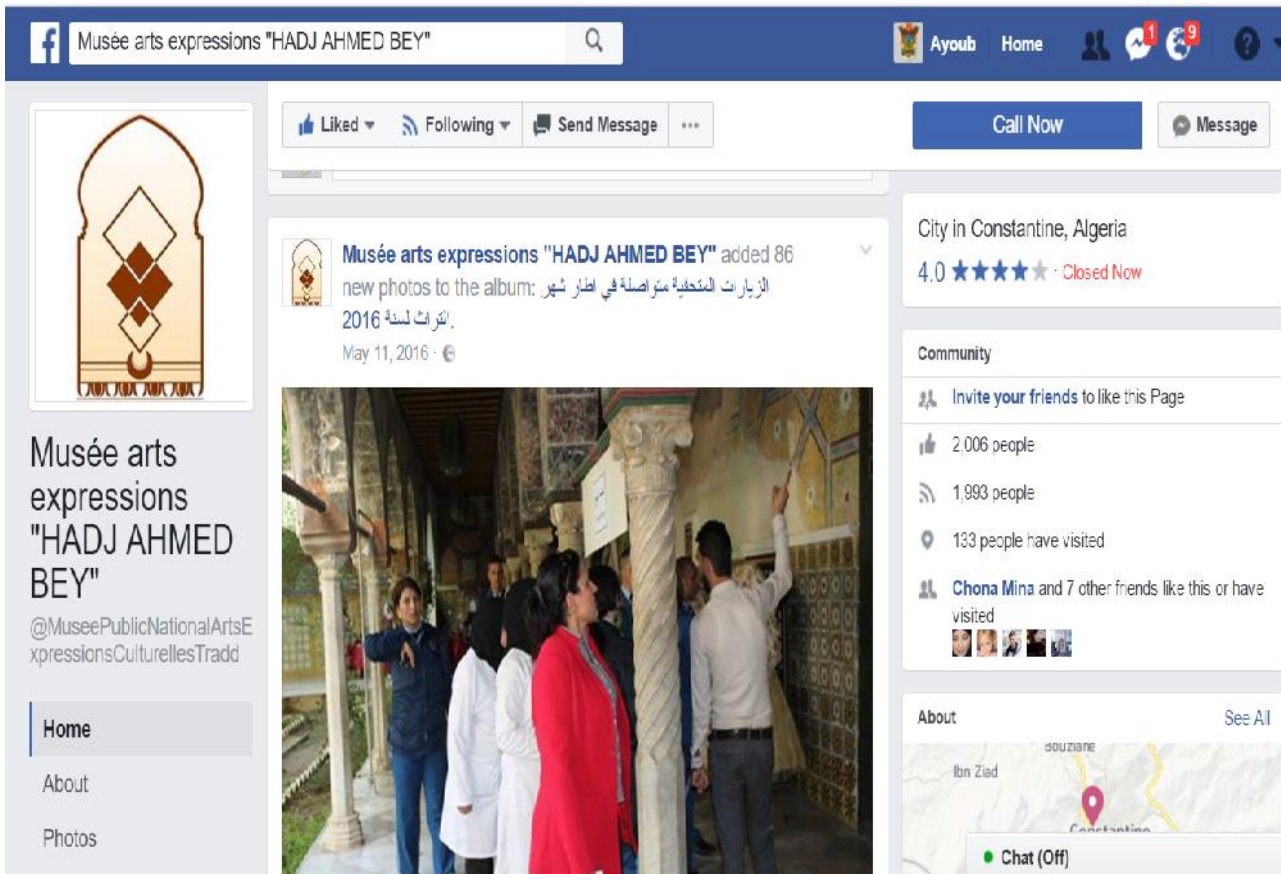 Musée arts expressions "HADJ AHMED BEY"
Ayoub
Home
1
9
Liked
Following
Send Message
Call Now
Message
Musée arts
expressions
"HADJ AHMED
BEY"
@MuseePublicNationalArtsE
xpressionsCulturellesTradd
Home
About
Photos
Musée arts expressions "HADJ AHMED BEY" added 86
new photos to the album: الزيارات المتحفية متواصلة في اطار شهر
التراث لسنة 2016.
May 11, 2016
City in Constantine, Algeria
4.0 · Closed Now
Community
Invite your friends to like this Page
2,006 people
1,993 people
133 people have visited
Chona Mina and 7 other friends like this or have
visited
About
See All
Bouziane
Ibn Ziad
Constantine
Chat (Off)